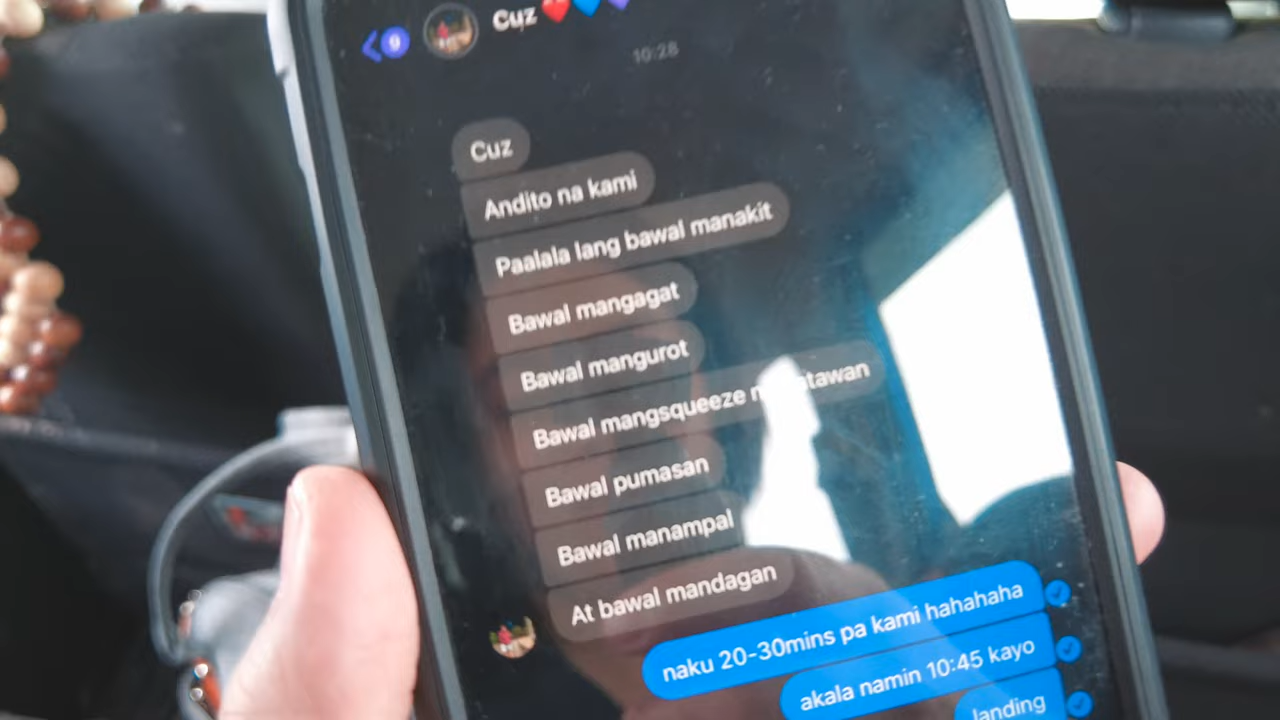 9
Cuz
10:28
Cuz
Andito na kami
Paalala lang bawal manakit
Bawal mangagat
Bawal mangurot
Bawal mangsqueeze
Bawal pumasan
Bawal manampal
At bawal mandagan
naku 20-30mins pa kami hahahaha
akala namin 10:45 kayo
landing